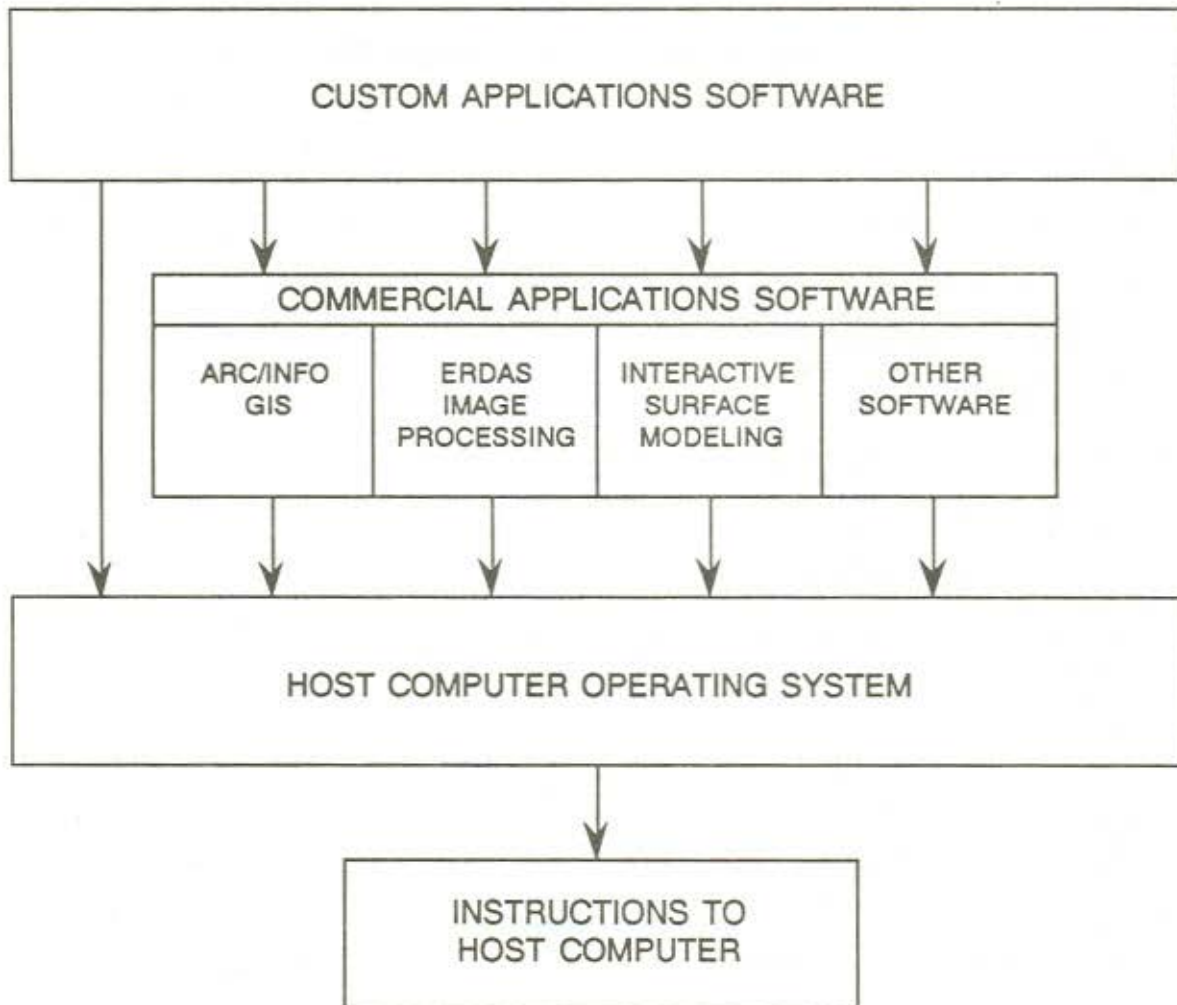 CUSTOM APPLICATIONS SOFTWARE
COMMERCIAL APPLICATIONS SOFTWARE
ARC/INFO
GIS
ERDAS
IMAGE
PROCESSING
INTERACTIVE
SURFACE
MODELING
OTHER
SOFTWARE
HOST COMPUTER OPERATING SYSTEM
INSTRUCTIONS TO
HOST COMPUTER